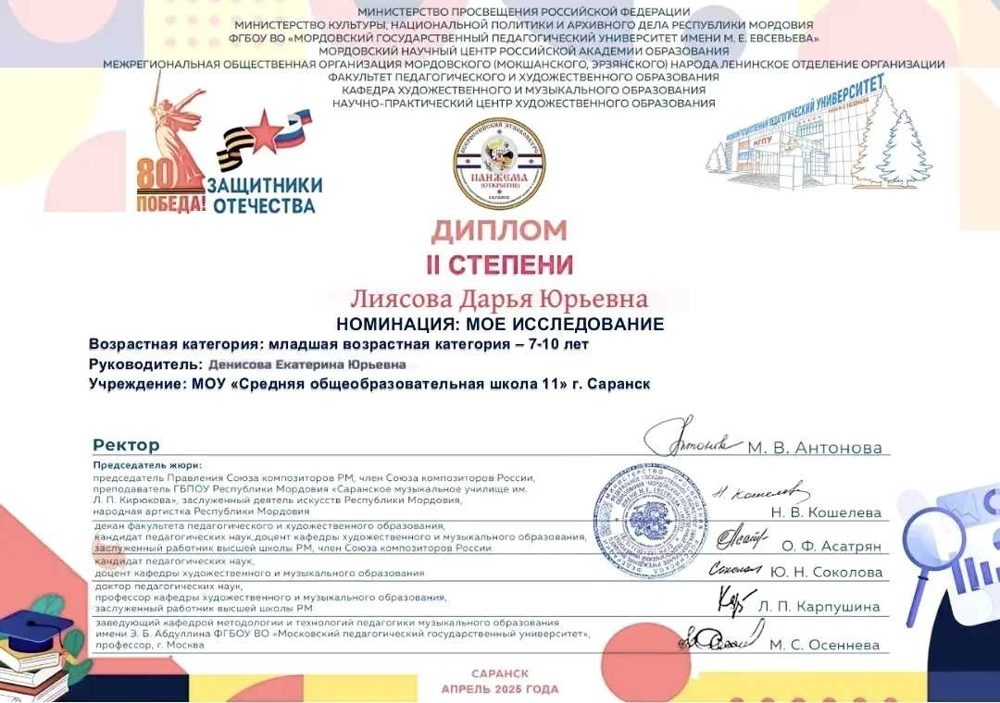 МИНИСТЕРСТВО ПРОСВЕЩЕНИЯ РОССИЙСКОЙ ФЕДЕРАЦИИ
МИНИСТЕРСТВО КУЛЬТУРЫ, НАЦИОНАЛЬНОЙ ПОЛИТИКИ И АРХИВНОГО ДЕЛА РЕСПУБЛИКИ МОРДОВИЯ
ФГБОУ ВО «МОРДОВСКИЙ ГОСУДАРСТВЕННЫЙ ПЕДАГОГИЧЕСКИЙ УНИВЕРСИТЕТ ИМЕНИ М. Е. ЕВСЕВЬЕВА»
МОРДОВСКИЙ НАУЧНЫЙ ЦЕНТР РОССИЙСКОЙ АКАДЕМИИ ОБРАЗОВАНИЯ
МЕЖРЕГИОНАЛЬНАЯ ОБЩЕСТВЕННАЯ ОРГАНИЗАЦИЯ МОРДОВСКОГО (МОКШАНСКОГО, ЭРЗЯНСКОГО) НАРОДА ЛЕНИНСКОЕ ОТДЕЛЕНИЕ ОРГАНИЗАЦИИ
ФАКУЛЬТЕТ ПЕДАГОГИЧЕСКОГО И ХУДОЖЕСТВЕННОГО ОБРАЗОВАНИЯ
КАФЕДРА ХУДОЖЕСТВЕННОГО И МУЗЫКАЛЬНОГО ОБРАЗОВАНИЯ
НАУЧНО-ПРАКТИЧЕСКИЙ ЦЕНТР ХУДОЖЕСТВЕННОГО ОБРАЗОВАНИЯ
80
ПОБЕДА!
ЗАЩИТНИКИ
ОТЕЧЕСТВА
ПАНЖЕМА
(ОТКРЫТИЕ)
САРАНСК
ПЕДАГОГИЧЕСКИЙ УНИВЕРСИТЕТ
МГПУ
ДИПЛОМ
II СТЕПЕНИ
Лиясова Дарья Юрьевна
НОМИНАЦИЯ: МОЕ ИССЛЕДОВАНИЕ
Возрастная категория: младшая возрастная категория – 7-10 лет
Руководитель: Денисова Екатерина Юрьевна
Учреждение: МОУ «Средняя общеобразовательная школа 11» г. Саранск
Ректор
М. В. Антонова
Председатель жюри:
председатель Правления Союза композиторов РМ, член Союза композиторов России,
преподаватель ГБПОУ Республики Мордовия «Саранское музыкальное училище им.
Л. П. Кирюкова», заслуженный деятель искусств Республики Мордовия,
народная артистка Республики Мордовия
Н. В. Кошелева
декан факультета педагогического и художественного образования,
кандидат педагогических наук,доцент кафедры художественного и музыкального образования,
заслуженный работник высшей школы РМ, член Союза композиторов России
О. Ф. Асатрян
кандидат педагогических наук,
доцент кафедры художественного и музыкального образования
Ю. Н. Соколова
доктор педагогических наук,
профессор кафедры художественного и музыкального образования,
заслуженный работник высшей школы РМ
Л. П. Карпушина
заведующий кафедрой методологии и технологий педагогики музыкального образования
имени Э. Б. Абдуллина ФГБОУ ВО «Московский педагогический государственный университет»,
профессор, г. Москва
М. С. Осеннева
САРАНСК
АПРЕЛЬ 2025 ГОДА